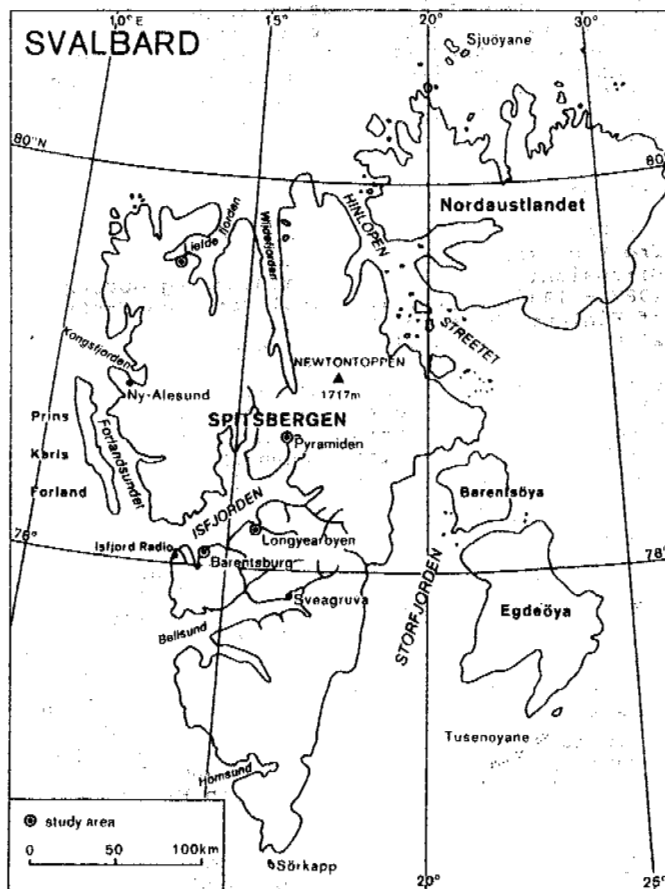 SVALBARD
10°E
15°
20°
25°
30°
Sjuöyane
80°N
80°
Nordaustlandet
HINLOPEN
STREETET
Lielde fjorden
Wildefjorden
Kongsfjorden
Ny-Alesund
NEWTONTOPPEN
1717m
SPITSBERGEN
Pyramiden
Prins
Karls
Forland
Forlandsundet
ISFJORDEN
Barentsöya
76°
Isfjord Radio
Longyearbyen
Barentsburg
78°
Sveagruva
STORFJORDEN
Egdeöya
Bellsund
Tusenoyane
Hornsund
study area
0 50 100km
Sörkapp
20°
25°